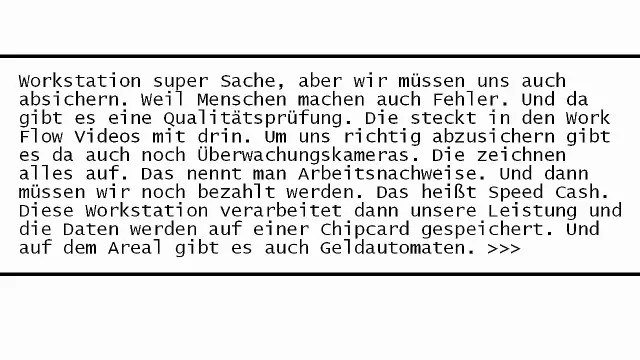 Workstation super Sache, aber wir müssen uns auch
absichern. Weil Menschen machen auch Fehler. Und da
gibt es eine Qualitätsprüfung. Die steckt in den Work
Flow Videos mit drin. Um uns richtig abzusichern gibt
es da auch noch Überwachungskameras. Die zeichnen
alles auf. Das nennt man Arbeitsnachweise. Und dann
müssen wir noch bezahlt werden. Das heißt Speed Cash.
Diese Workstation verarbeitet dann unsere Leistung und
die Daten werden auf einer Chipcard gespeichert. Und
auf dem Areal gibt es auch Geldautomaten. >>>